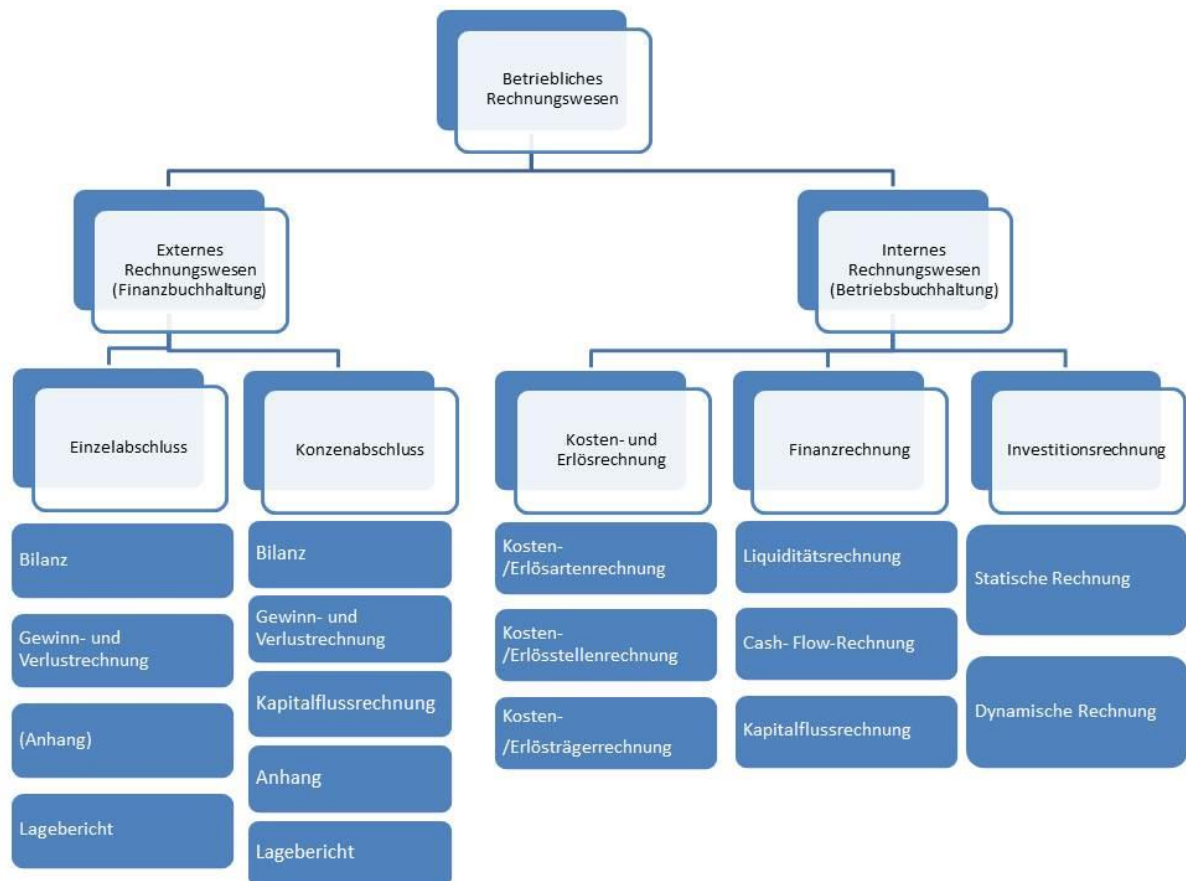 Betriebliches
Rechnungswesen
Externes
Rechnungswesen
(Finanzbuchhaltung)
Internes
Rechnungswesen
(Betriebsbuchhaltung)
Einzelabschluss
Konzenabschluss
Kosten- und
Erlösrechnung
Finanzrechnung
Investitionsrechnung
Bilanz
Gewinn- und
Verlustrechnung
(Anhang)
Lagebericht
Bilanz
Gewinn- und
Verlustrechnung
Kapitalflussrechnung
Anhang
Lagebericht
Kosten-
/Erlösartenrechnung
Kosten-
/Erlösstellenrechnung
Kosten-
/Erlösträgerrechnung
Liquiditätsrechnung
Cash- Flow-Rechnung
Kapitalflussrechnung
Statische Rechnung
Dynamische Rechnung